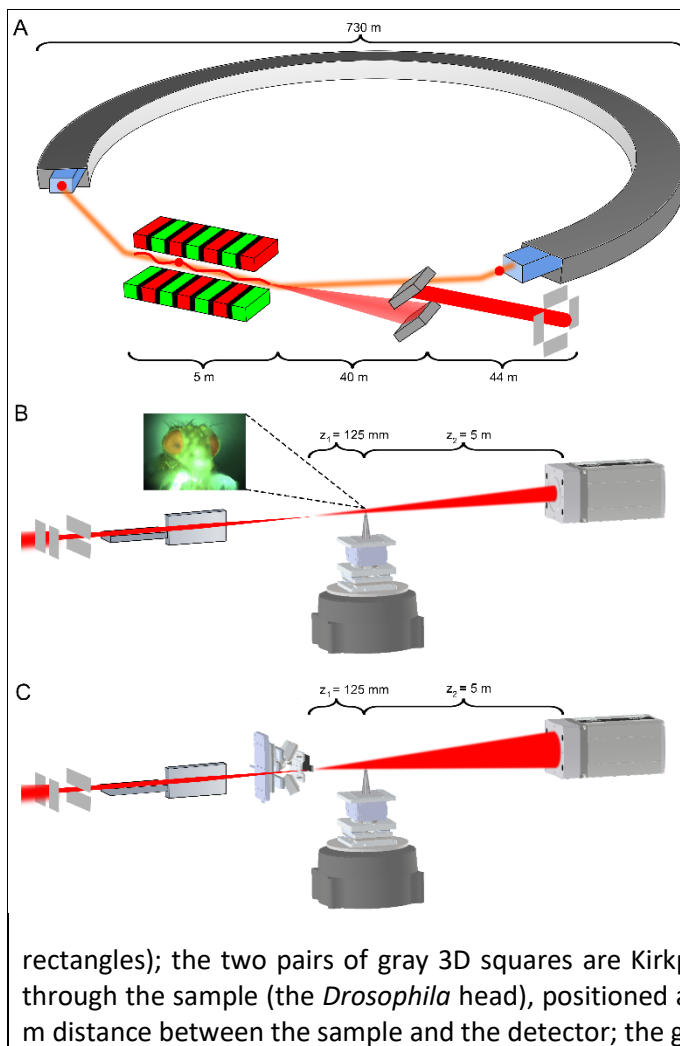 A
730 m
5 m
40 m
44 m
B
z1 = 125 mm
z2 = 5 m
C
z1 = 125 mm
z2 = 5 m
rectangles); the two pairs of gray 3D squares are Kirkp
through the sample (the Drosophila head), positioned a
m distance between the sample and the detector; the g